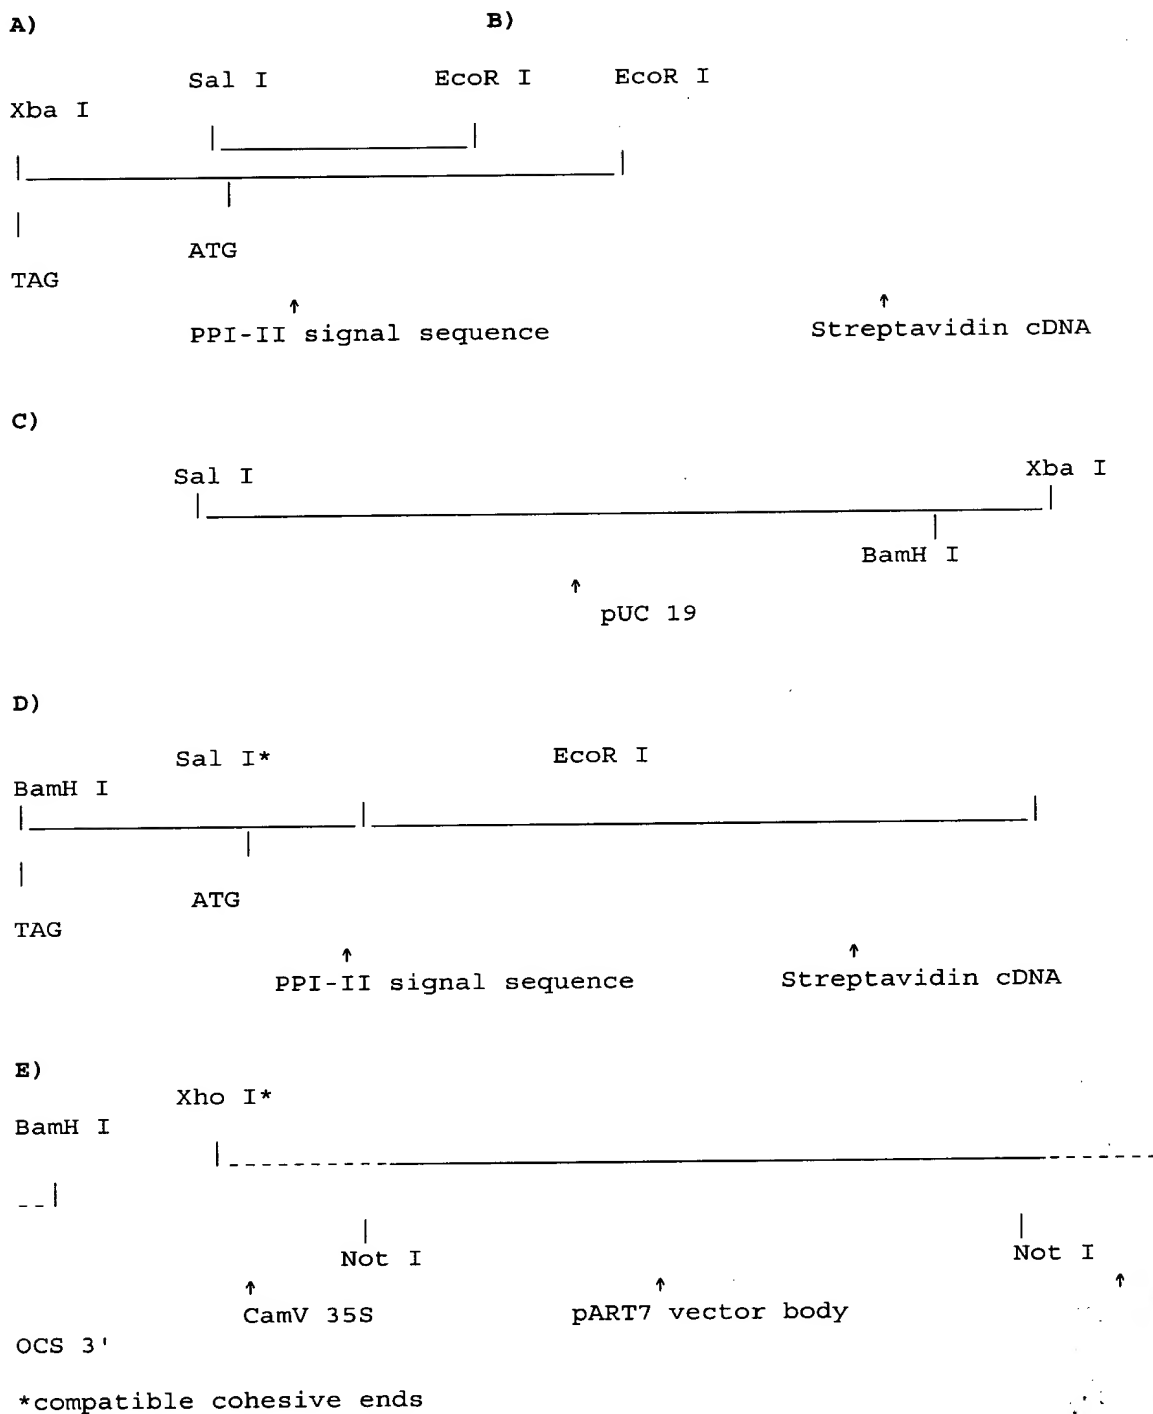 A) B)
Sal I EcoR I EcoR I
Xba I
ATG
TAG
PPI-II signal sequence Streptavidin cDNA
C)
Sal I Xba I
BamH I
pUC 19
D)
Sal I* EcoR I
BamH I
ATG
TAG
PPI-II signal sequence Streptavidin cDNA
E)
Xho I*
BamH I
Not I Not I
CamV 35S pART7 vector body
OCS 3'
*compatible cohesive ends